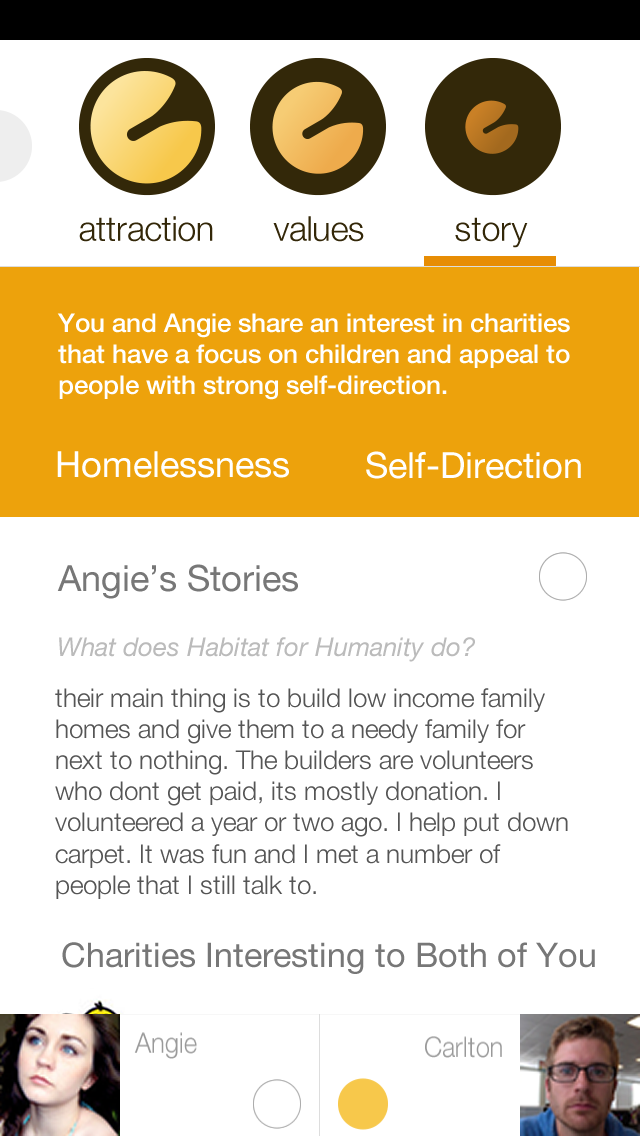 attraction values story
You and Angie share an interest in charities
that have a focus on children and appeal to
people with strong self-direction.
Homelessness Self-Direction
Angie’s Stories
What does Habitat for Humanity do?
their main thing is to build low income family
homes and give them to a needy family for
next to nothing. The builders are volunteers
who dont get paid, its mostly donation. I
volunteered a year or two ago. I help put down
carpet. It was fun and I met a number of
people that I still talk to.
Charities Interesting to Both of You
Angie Carlton